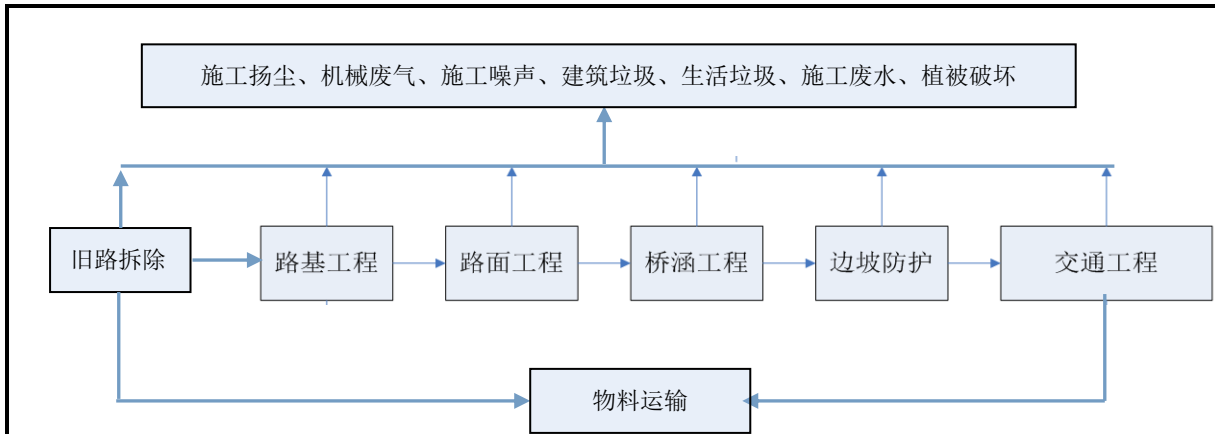 施工扬尘、机械废气、施工噪声、建筑垃圾、生活垃圾、施工废水、植被破坏
旧路拆除
路基工程
路面工程
桥涵工程
边坡防护
交通工程
物料运输